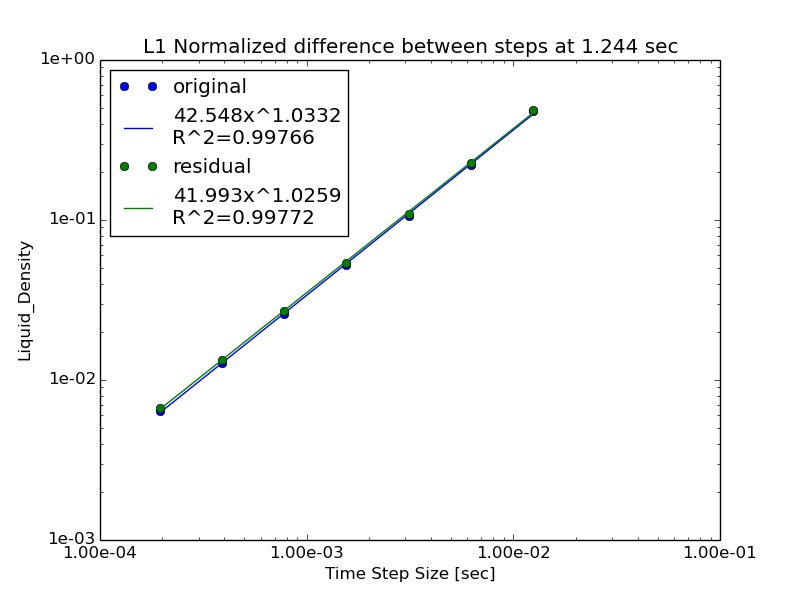 L1 Normalized difference between steps at 1.244 sec
1e+00
1e-01
1e-02
1e-03
Liquid_Density
original
42.548x^1.0332
R^2=0.99766
residual
41.993x^1.0259
R^2=0.99772
1.00e-04
1.00e-03
1.00e-02
1.00e-01
Time Step Size [sec]